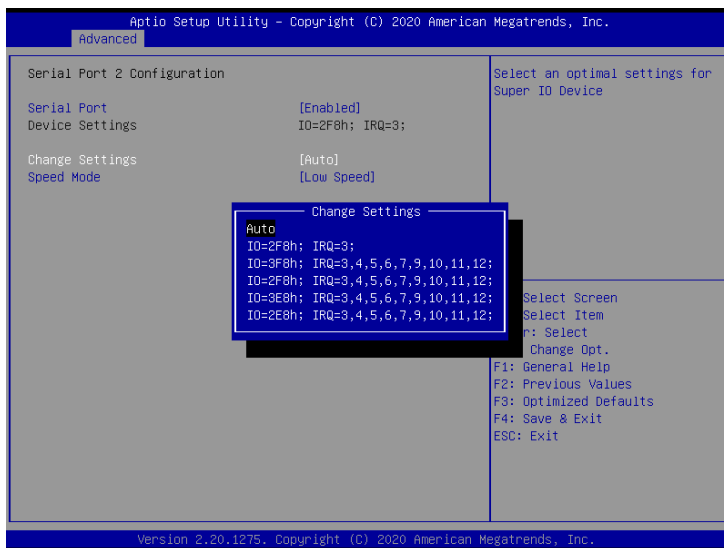 Aptio Setup Utility – Copyright (C) 2020 American Megatrends, Inc.
Advanced
Serial Port 2 Configuration
Serial Port [Enabled]
Device Settings IO=2F8h; IRQ=3;
Change Settings [Auto]
Speed Mode [Low Speed]
Select an optimal settings for
Super IO Device
Change Settings
Auto
IO=2F8h; IRQ=3;
IO=3F8h; IRQ=3,4,5,6,7,9,10,11,12;
IO=2F8h; IRQ=3,4,5,6,7,9,10,11,12;
IO=3E8h; IRQ=3,4,5,6,7,9,10,11,12;
IO=2E8h; IRQ=3,4,5,6,7,9,10,11,12;
Select Screen
Select Item
r: Select
Change Opt.
F1: General Help
F2: Previous Values
F3: Optimized Defaults
F4: Save & Exit
ESC: Exit
Version 2.20.1275. Copyright (C) 2020 American Megatrends, Inc.